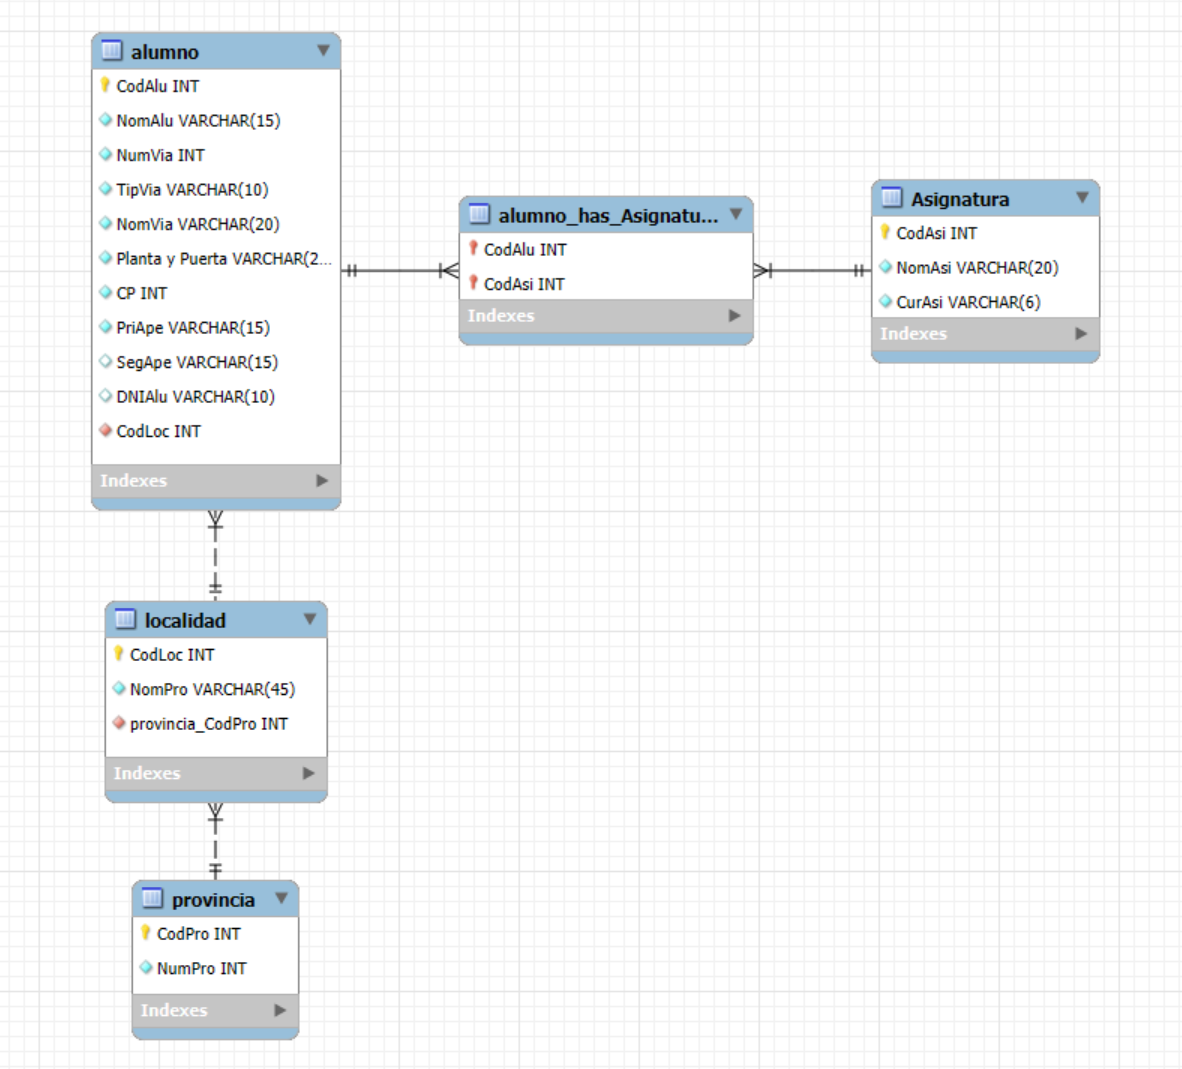 alumno
CodAlu INT
NomAlu VARCHAR(15)
NumVia INT
TipVia VARCHAR(10)
NomVia VARCHAR(20)
Planta y Puerta VARCHAR(2...
CP INT
PriApe VARCHAR(15)
SegApe VARCHAR(15)
DNIAlu VARCHAR(10)
CodLoc INT
Indexes
alumno_has_Asignatu...
CodAlu INT
CodAsi INT
Indexes
Asignatura
CodAsi INT
NomAsi VARCHAR(20)
CurAsi VARCHAR(6)
Indexes
localidad
CodLoc INT
NomPro VARCHAR(45)
provincia_CodPro INT
Indexes
provincia
CodPro INT
NumPro INT
Indexes